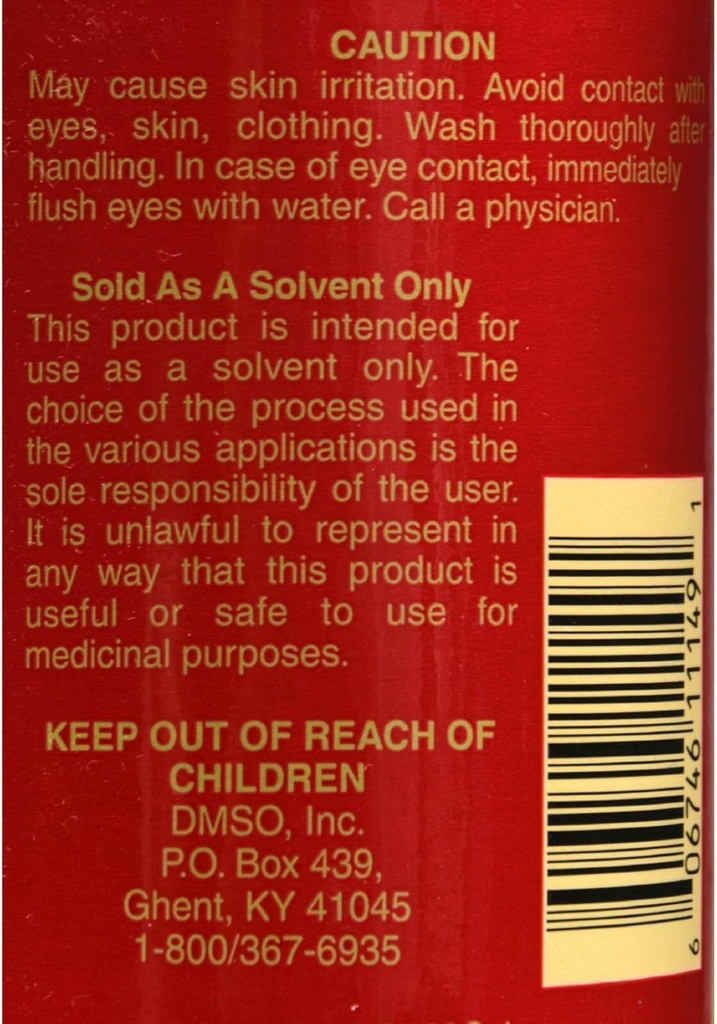 CAUTION
May cause skin irritation. Avoid contact with
eyes, skin, clothing. Wash thoroughly after
handling. In case of eye contact, immediately
flush eyes with water. Call a physician.
Sold As A Solvent Only
This product is intended for
use as a solvent only. The
choice of the process used in
the various applications is the
sole responsibility of the user.
It is unlawful to represent in
any way that this product is
useful or safe to use for
medicinal purposes.
KEEP OUT OF REACH OF
CHILDREN
DMSO, Inc.
P.O. Box 439,
Ghent, KY 41045
1-800/367-6935
6 06746 11149 1